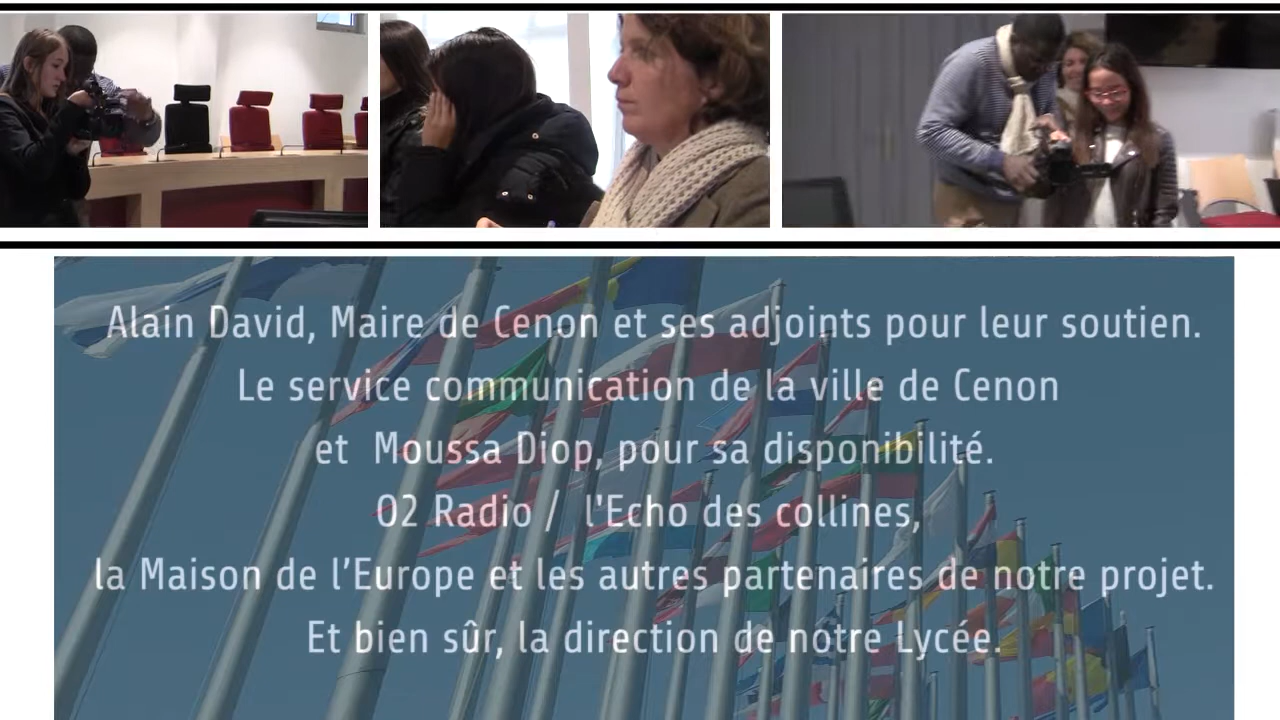 Alain David, Maire de Cenon et ses adjoints pour leur soutien.
Le service communication de la ville de Cenon
et Moussa Diop, pour sa disponibilité.
O2 Radio / l'Echo des collines,
la Maison de l’Europe et les autres partenaires de notre projet.
Et bien sûr, la direction de notre Lycée.